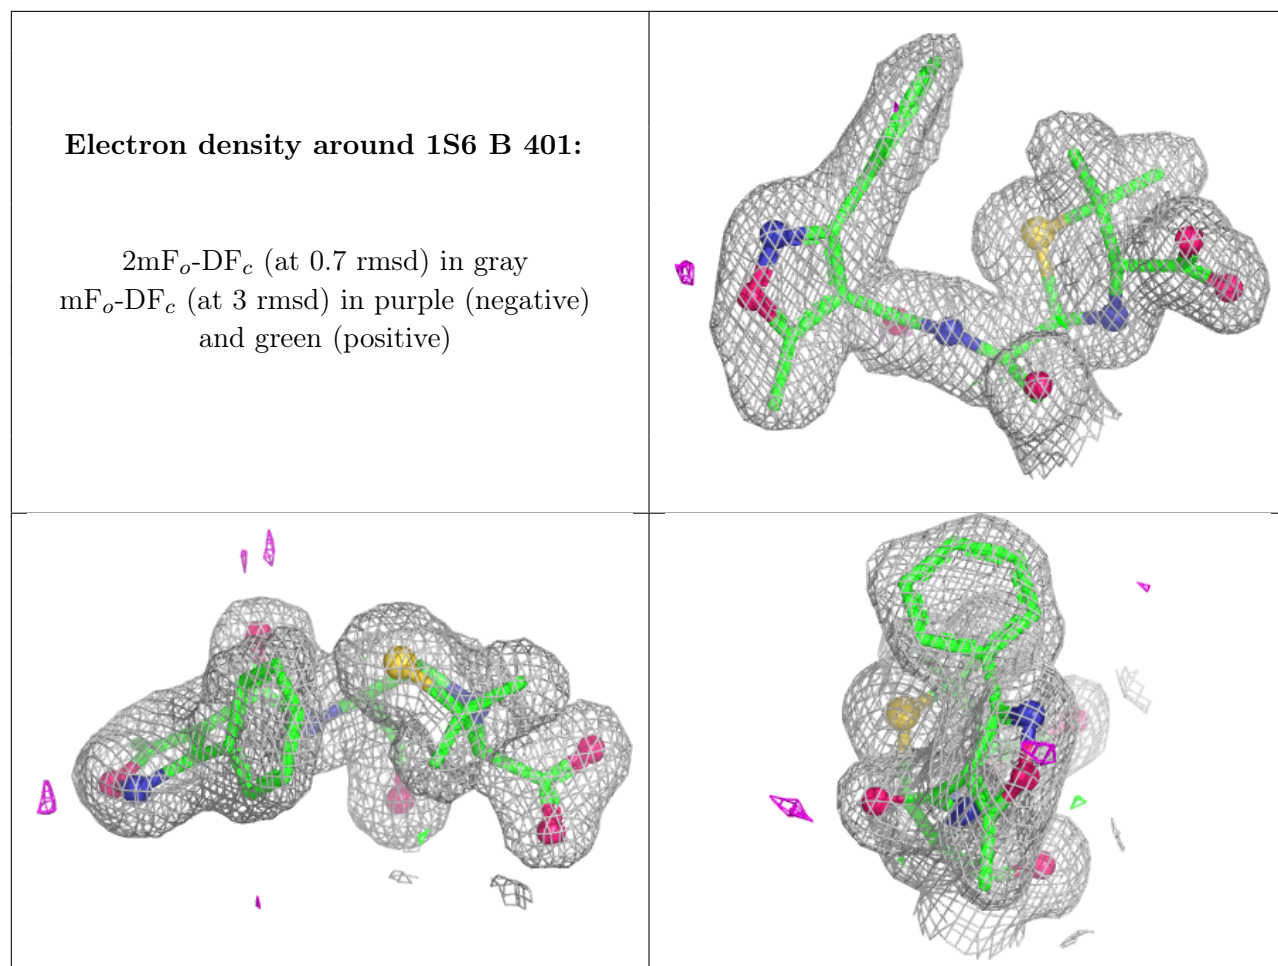 Electron density around 1S6 B 401:
2mFₒ-DF𝒸 (at 0.7 rmsd) in gray
mFₒ-DF𝒸 (at 3 rmsd) in purple (negative)
and green (positive)